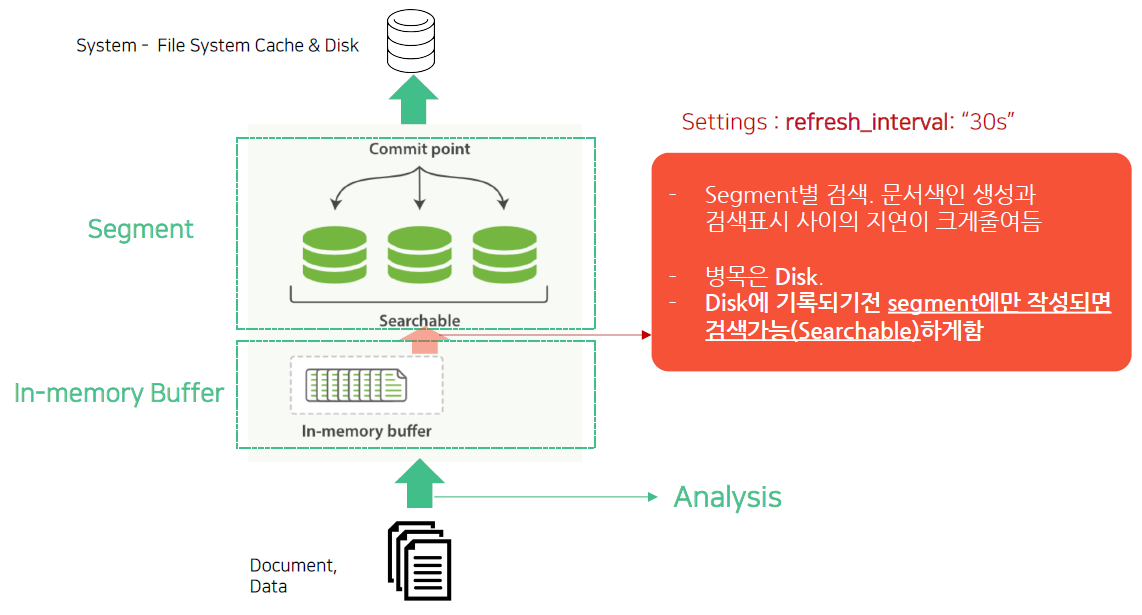 System - File System Cache & Disk
Settings : refresh_interval: “30s”
Commit point
Segment
Searchable
- Segment별 검색. 문서색인 생성과
검색표시 사이의 지연이 크게줄여듬
- 병목은 Disk.
- Disk에 기록되기전 segment에만 작성되면
검색가능(Searchable)하게함
In-memory Buffer
In-memory buffer
Analysis
Document,
Data